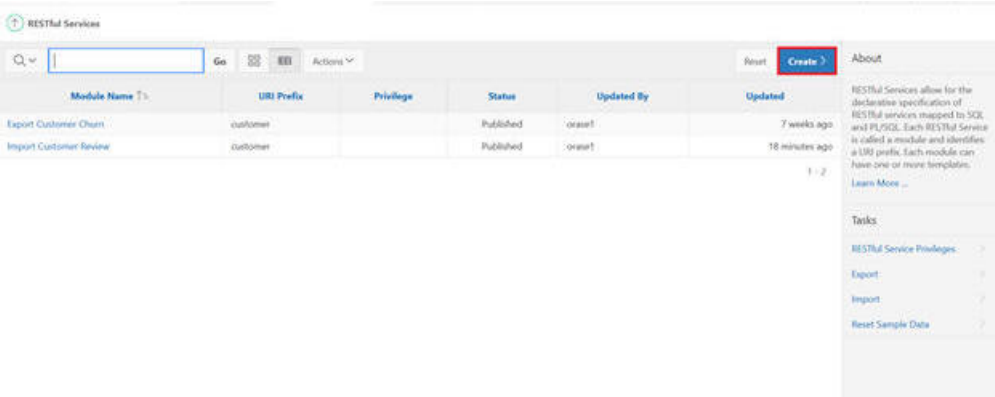 RESTful Services
Go
Actions
Reset
Create >
Module Name
URI Prefix
Privilege
Status
Updated By
Updated
Export Customer Churn
customer
Published
orase1
7 weeks ago
Import Customer Review
customer
Published
orase1
18 minutes ago
1 - 2
About
RESTful Services allow for the
declarative specification of
RESTful services mapped to SQL
and PL/SQL. Each RESTful Service
is called a module and identifies
a URI prefix. Each module can
have one or more templates.
Learn More ...
Tasks
RESTful Service Privileges
Export
Import
Reset Sample Data